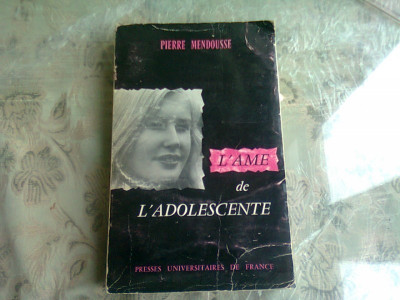 PIERRE MENDOUSSE
L'AME
de
L'ADOLESCENTE
PRESSES UNIVERSITAIRES DE FRANCE